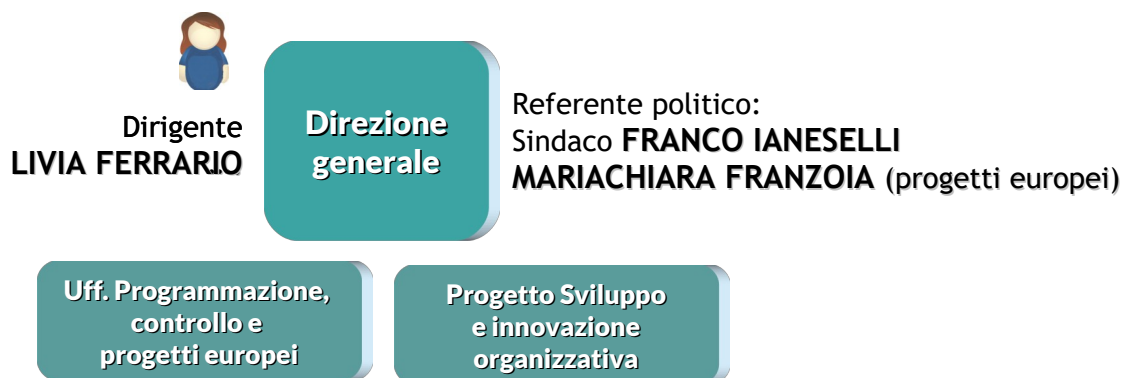 Dirigente
LIVIA FERRARIO
Direzione
generale
Referente politico:
Sindaco FRANCO IANESELLI
MARIACHIARA FRANZOIA (progetti europei)
Uff. Programmazione,
controllo e
progetti europei
Progetto Sviluppo
e innovazione
organizzativa